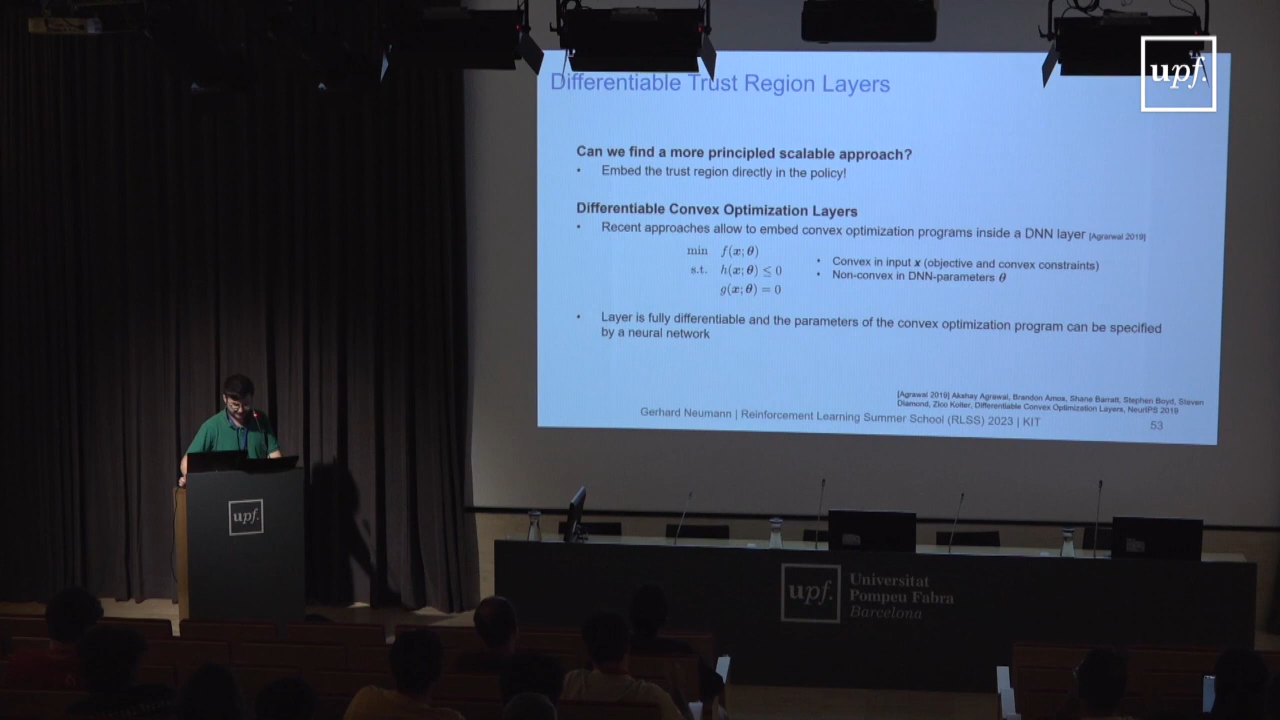 upf.
Differentiable Trust Region Layers
Can we find a more principled scalable approach?
• Embed the trust region directly in the policy!
Differentiable Convex Optimization Layers
• Recent approaches allow to embed convex optimization programs inside a DNN layer [Agrarwal 2019]
min f(x;θ)
s.t. h(x;θ) ≤ 0
g(x;θ) = 0
• Convex in input x (objective and convex constraints)
• Non-convex in DNN-parameters θ
• Layer is fully differentiable and the parameters of the convex optimization program can be specified
by a neural network
[Agrawal 2019] Akshay Agrawal, Brandon Amos, Shane Barratt, Stephen Boyd, Steven
Diamond, Zico Kolter, Differentiable Convex Optimization Layers, NeurIPS 2019
Gerhard Neumann | Reinforcement Learning Summer School (RLSS) 2023 | KIT
53
upf.
upf.
Universitat
Pompeu Fabra
Barcelona